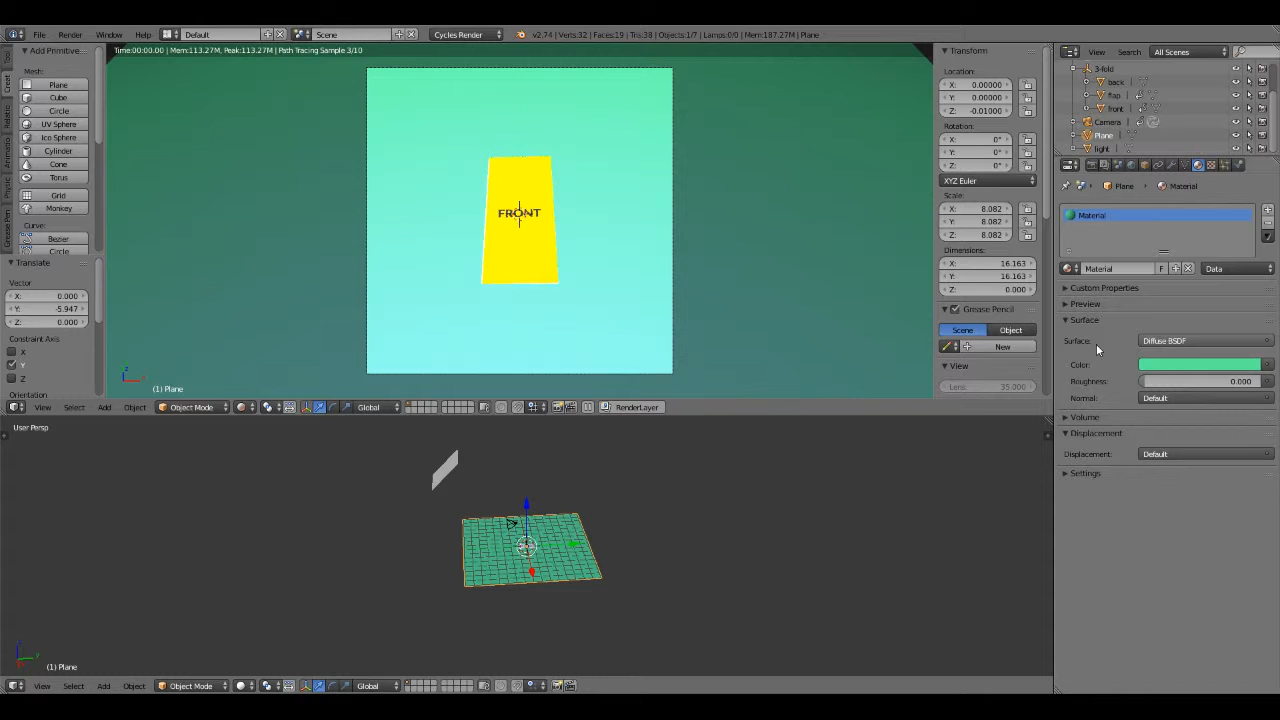 File Render Window Help Default Scene Cycles Render v2.74 | Verts:32 | Faces:19 | Tris:38 | Objects:1/7 | Lamps:0/0 | Mem:187.27M | Plane
Time:00:00.00 | Mem:113.27M, Peak:113.27M | Path Tracing Sample 3/10
Add Primitive
Mesh:
Plane
Cube
Circle
UV Sphere
Ico Sphere
Cylinder
Cone
Torus
Grid
Monkey
Curve:
Bezier
Circle
Translate
Vector
X: 0.000
Y: -5.947
Z: 0.000
Constraint Axis
X
Y
Z
Orientation
FRONT
(1) Plane
View Select Add Object Object Mode Global RenderLayer
User Persp
(1) Plane
View Select Add Object Object Mode Global
Transform
Location:
X: 0.00000
Y: 0.00000
Z: -0.01000
Rotation:
X: 0°
Y: 0°
Z: 0°
XYZ Euler
Scale:
X: 8.082
Y: 8.082
Z: 8.082
Dimensions:
X: 16.163
Y: 16.163
Z: 0.000
Grease Pencil
Scene Object
New
View
Lens: 35.000
View Search All Scenes
3-fold
back
flap
front
Camera
Plane
light
Plane Material
Material
Material F Data
Custom Properties
Preview
Surface
Surface: Diffuse BSDF
Color:
Roughness: 0.000
Normal: Default
Volume
Displacement
Displacement: Default
Settings